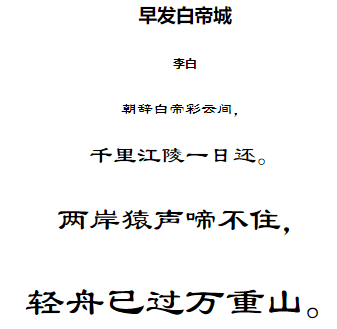 早发白帝城
李白
朝辞白帝彩云间，
千里江陵一日还。
两岸猿声啼不住，
轻舟已过万重山。